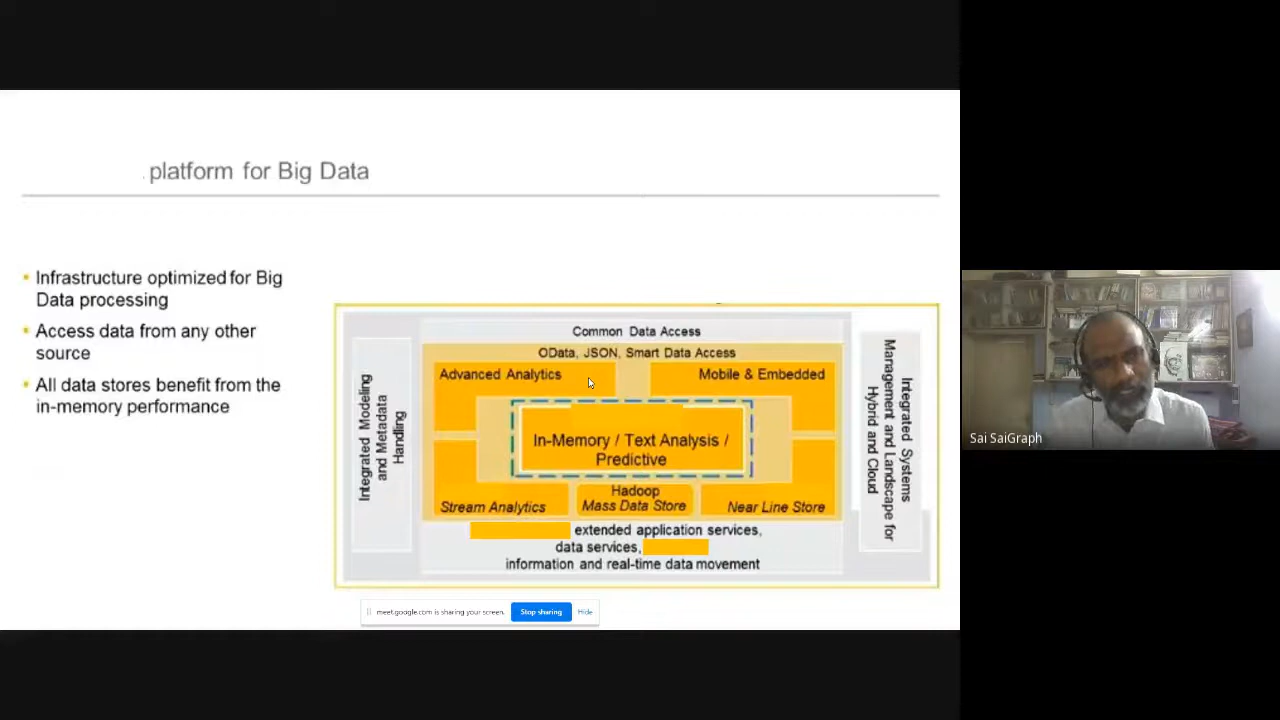 platform for Big Data
Infrastructure optimized for Big
Data processing
Access data from any other
source
All data stores benefit from the
in-memory performance
Common Data Access
OData, JSON, Smart Data Access
Advanced Analytics
Mobile & Embedded
Integrated Modeling
and Metadata
Handling
In-Memory / Text Analysis /
Predictive
Integrated Systems
Management and Landscape for
Hybrid and Cloud
Stream Analytics
Hadoop
Mass Data Store
Near Line Store
extended application services,
data services,
information and real-time data movement
meet.google.com is sharing your screen.
Stop sharing
Hide
Sai SaiGraph